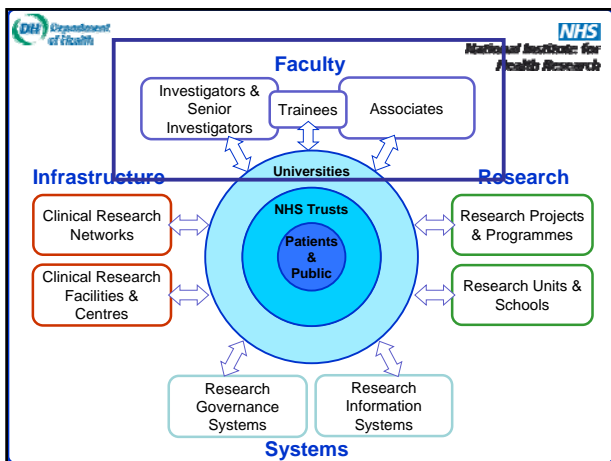 DH Department
of Health
NHS
National Institute for
Health Research
Faculty
Investigators &
Senior
Investigators
Trainees
Associates
Infrastructure
Universities
Research
Clinical Research
Networks
NHS Trusts
Research Projects
& Programmes
Patients
&
Public
Clinical Research
Facilities &
Centres
Research Units &
Schools
Research
Governance
Systems
Research
Information
Systems
Systems